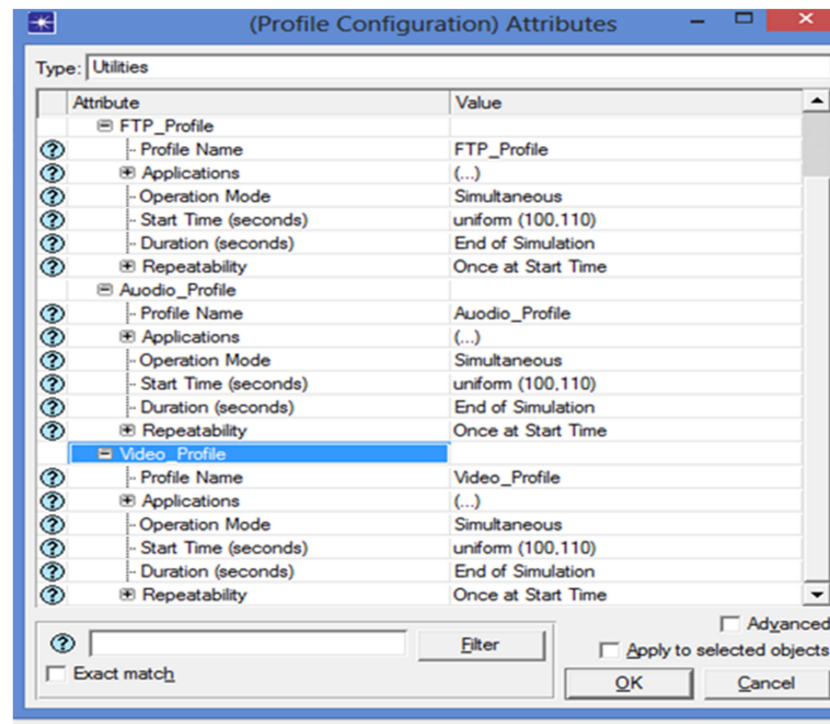 (Profile Configuration) Attributes
Type: Utilities
Attribute Value
FTP_Profile
Profile Name FTP_Profile
Applications (...)
Operation Mode Simultaneous
Start Time (seconds) uniform (100,110)
Duration (seconds) End of Simulation
Repeatability Once at Start Time
Auodio_Profile
Profile Name Auodio_Profile
Applications (...)
Operation Mode Simultaneous
Start Time (seconds) uniform (100,110)
Duration (seconds) End of Simulation
Repeatability Once at Start Time
Video_Profile
Profile Name Video_Profile
Applications (...)
Operation Mode Simultaneous
Start Time (seconds) uniform (100,110)
Duration (seconds) End of Simulation
Repeatability Once at Start Time
Advanced
Filter
Apply to selected objects
Exact match
OK Cancel